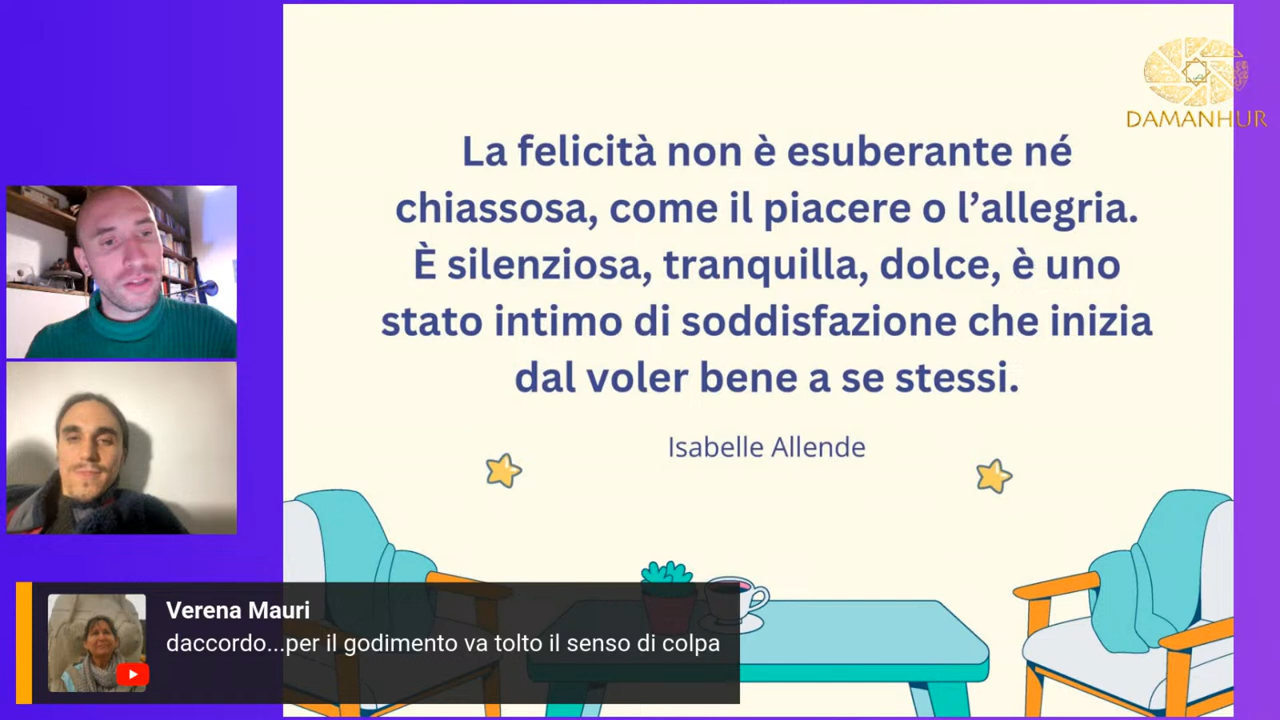 DAMANHUR
La felicità non è esuberante né
chiassosa, come il piacere o l’allegria.
È silenziosa, tranquilla, dolce, è uno
stato intimo di soddisfazione che inizia
dal voler bene a se stessi.
Isabelle Allende
Verena Mauri
daccordo...per il godimento va tolto il senso di colpa